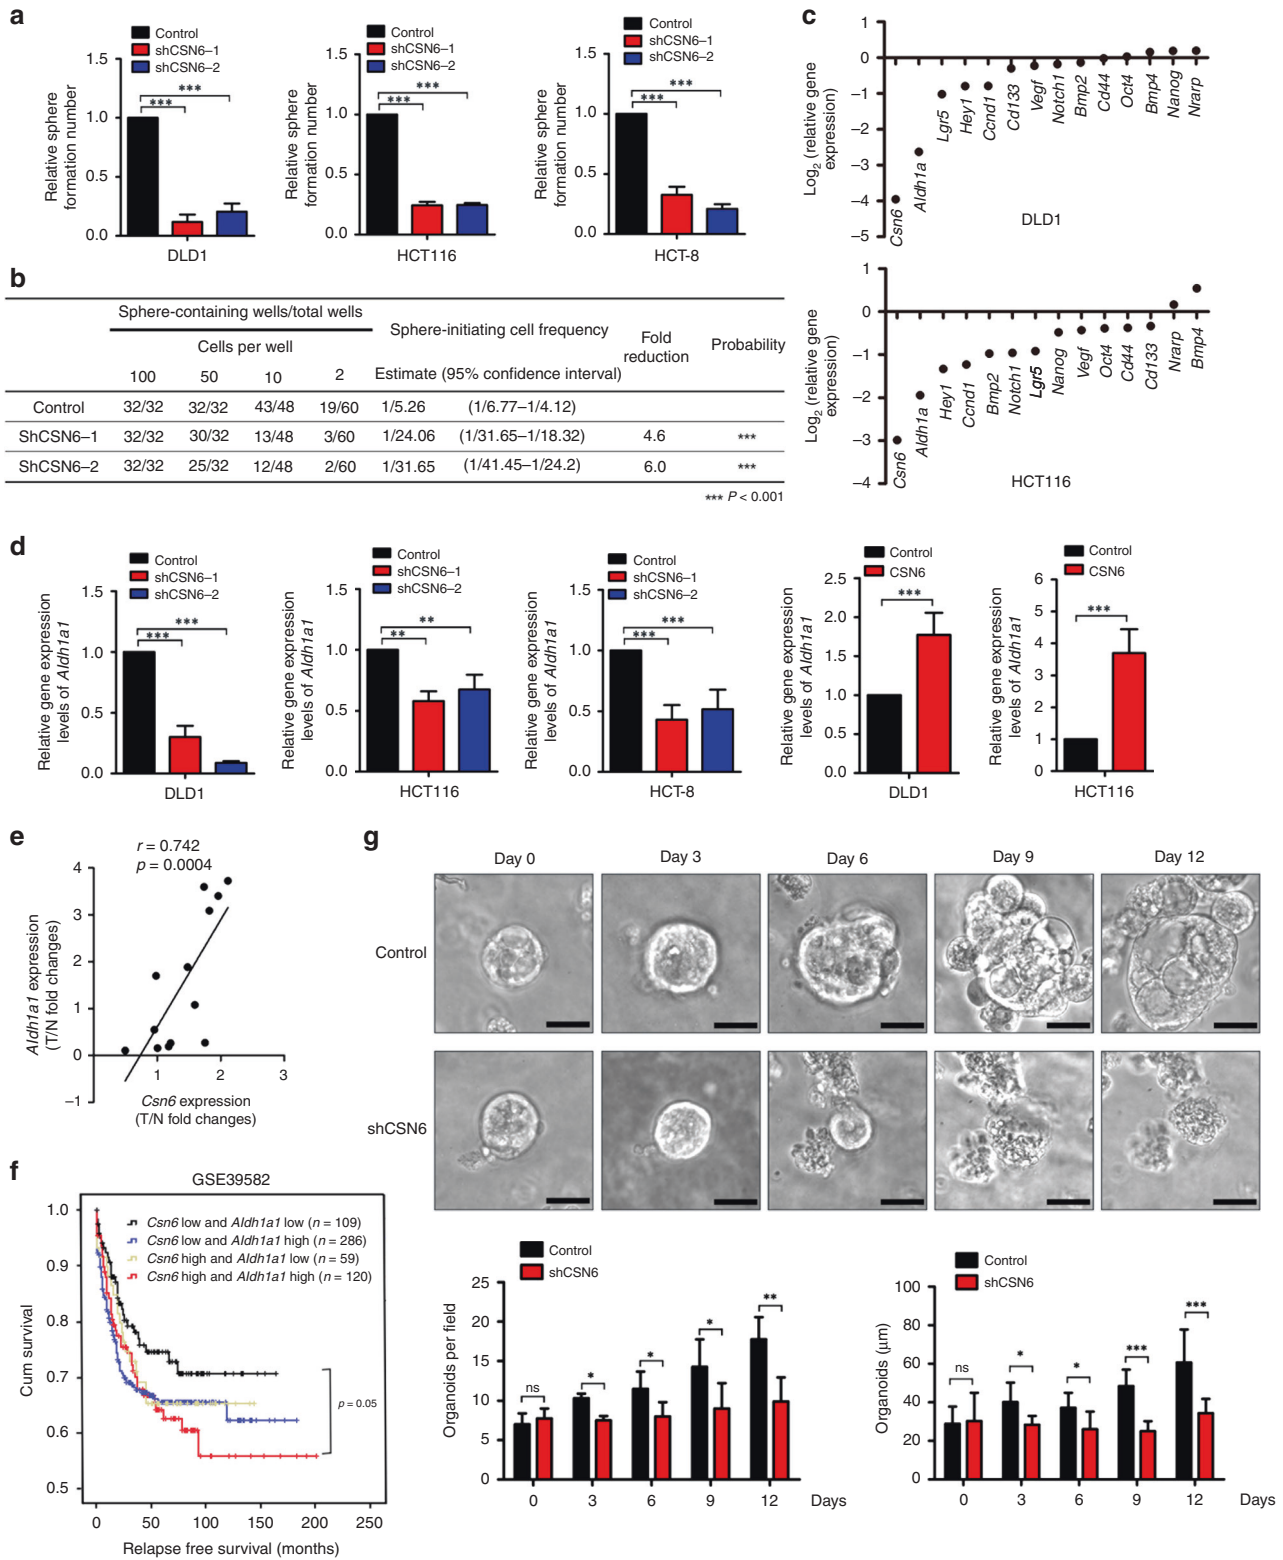 a
Control
shCSN6–1
shCSN6–2
1.5
1.0
0.5
0.0
Relative sphere
formation number
***
***
DLD1
Control
shCSN6–1
shCSN6–2
1.5
1.0
0.5
0.0
Relative sphere
formation number
***
***
HCT116
Control
shCSN6–1
shCSN6–2
1.5
1.0
0.5
0.0
Relative sphere
formation number
***
***
HCT-8
b
Sphere-containing wells/total wells
Cells per well
Sphere-initiating cell frequency
Fold
reduction
Probability
100 50 10 2 Estimate (95% confidence interval)
Control 32/32 32/32 43/48 19/60 1/5.26 (1/6.77–1/4.12)
ShCSN6–1 32/32 30/32 13/48 3/60 1/24.06 (1/31.65–1/18.32) 4.6 ***
ShCSN6–2 32/32 25/32 12/48 2/60 1/31.65 (1/41.45–1/24.2) 6.0 ***
*** P < 0.001
c
1
0
–1
–2
–3
–4
–5
Log2 (relative gene
expression)
Csn6
Aldh1a
Lgr5
Hey1
Ccnd1
Cd133
Vegf
Notch1
Bmp2
Cd44
Oct4
Bmp4
Nanog
Nrarp
DLD1
1
0
–1
–2
–3
–4
Log2 (relative gene
expression)
Csn6
Aldh1a
Hey1
Ccnd1
Bmp2
Notch1
Lgr5
Nanog
Vegf
Oct4
Cd44
Cd133
Nrarp
Bmp4
HCT116
d
Control
shCSN6–1
shCSN6–2
1.5
1.0
0.5
0.0
Relative gene expression
levels of Aldh1a1
***
***
DLD1
Control
shCSN6–1
shCSN6–2
1.5
1.0
0.5
0.0
Relative gene expression
levels of Aldh1a1
**
**
HCT116
Control
shCSN6–1
shCSN6–2
1.5
1.0
0.5
0.0
Relative gene expression
levels of Aldh1a1
***
***
HCT-8
Control
CSN6
2.5
2.0
1.5
1.0
0.5
0.0
Relative gene expression
levels of Aldh1a1
***
DLD1
Control
CSN6
6
5
4
3
2
1
0
Relative gene expression
levels of Aldh1a1
***
HCT116
e
r = 0.742
p = 0.0004
4
3
2
1
0
–1
1 2 3
Aldh1a1 expression
(T/N fold changes)
Csn6 expression
(T/N fold changes)
f
GSE39582
Csn6 low and Aldh1a1 low (n = 109)
Csn6 low and Aldh1a1 high (n = 286)
Csn6 high and Aldh1a1 low (n = 59)
Csn6 high and Aldh1a1 high (n = 120)
1.0
0.9
0.8
0.7
0.6
0.5
Cum survival
p = 0.05
0 50 100 150 200 250
Relapse free survival (months)
g
Day 0 Day 3 Day 6 Day 9 Day 12
Control
shCSN6
Control
shCSN6
25
20
15
10
5
0
Organoids per field
ns
*
*
*
**
0 3 6 9 12 Days
Control
shCSN6
100
80
60
40
20
0
Organoids (μm)
ns
*
*
***
***
0 3 6 9 12 Days